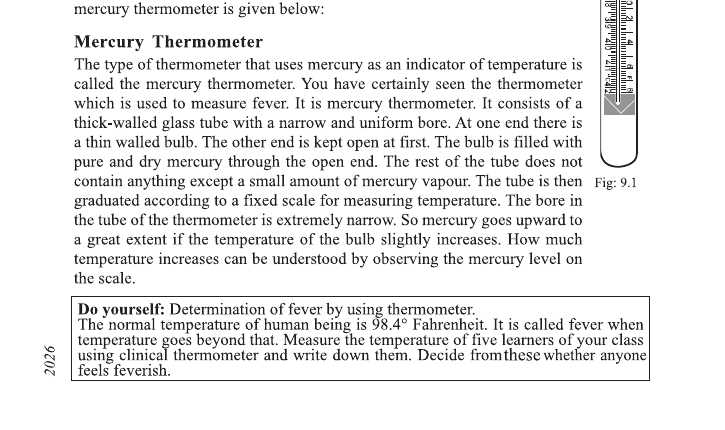 mercury thermometer is given below:
Mercury Thermometer
The type of thermometer that uses mercury as an indicator of temperature is
called the mercury thermometer. You have certainly seen the thermometer
which is used to measure fever. It is mercury thermometer. It consists of a
thick-walled glass tube with a narrow and uniform bore. At one end there is
a thin walled bulb. The other end is kept open at first. The bulb is filled with
pure and dry mercury through the open end. The rest of the tube does not
contain anything except a small amount of mercury vapour. The tube is then
graduated according to a fixed scale for measuring temperature. The bore in
the tube of the thermometer is extremely narrow. So mercury goes upward to
a great extent if the temperature of the bulb slightly increases. How much
temperature increases can be understood by observing the mercury level on
the scale.
Fig: 9.1
Do yourself: Determination of fever by using thermometer.
The normal temperature of human being is 98.4° Fahrenheit. It is called fever when
temperature goes beyond that. Measure the temperature of five learners of your class
using clinical thermometer and write down them. Decide from these whether anyone
feels feverish.
2026